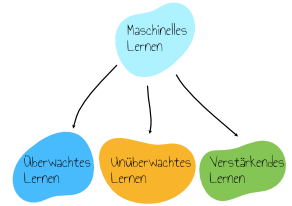 Maschinelles
Lernen
Überwachtes
Lernen
Unüberwachtes
Lernen
Verstärkendes
Lernen